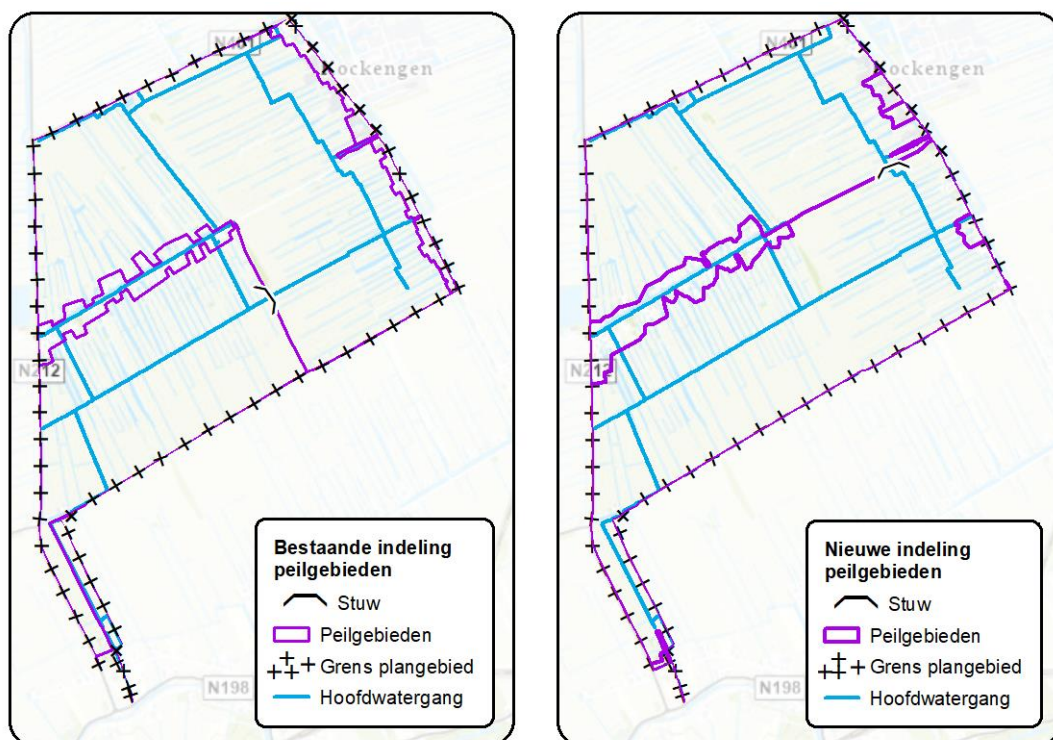 N401
Kockengen
N212
Bestaande indeling
peilgebieden
Stuw
Peilgebieden
Grens plangebied
Hoofdwatergang
N198
N401
ockengen
N212
Nieuwe indeling
peilgebieden
Stuw
Peilgebieden
Grens plangebied
Hoofdwatergang
N198